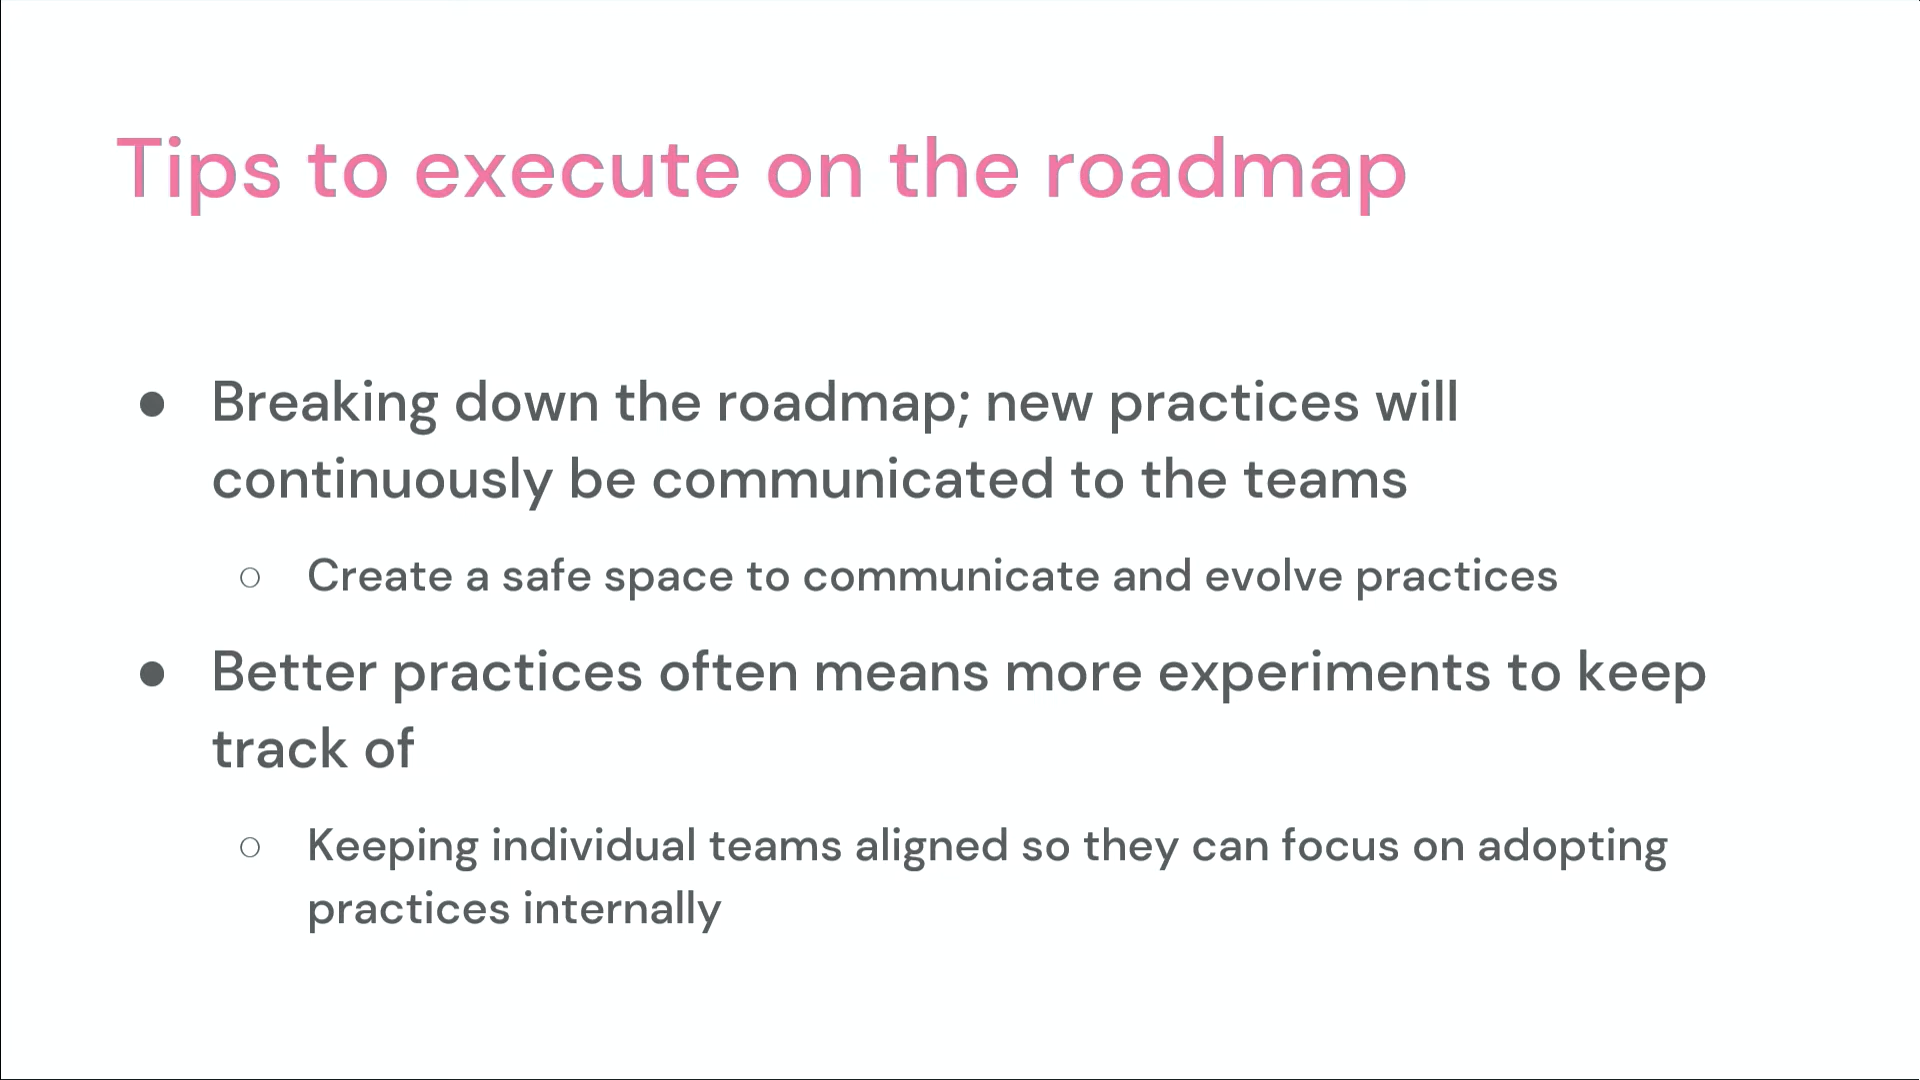 Tips to execute on the roadmap
● Breaking down the roadmap; new practices will
continuously be communicated to the teams
○ Create a safe space to communicate and evolve practices
● Better practices often means more experiments to keep
track of
○ Keeping individual teams aligned so they can focus on adopting
practices internally